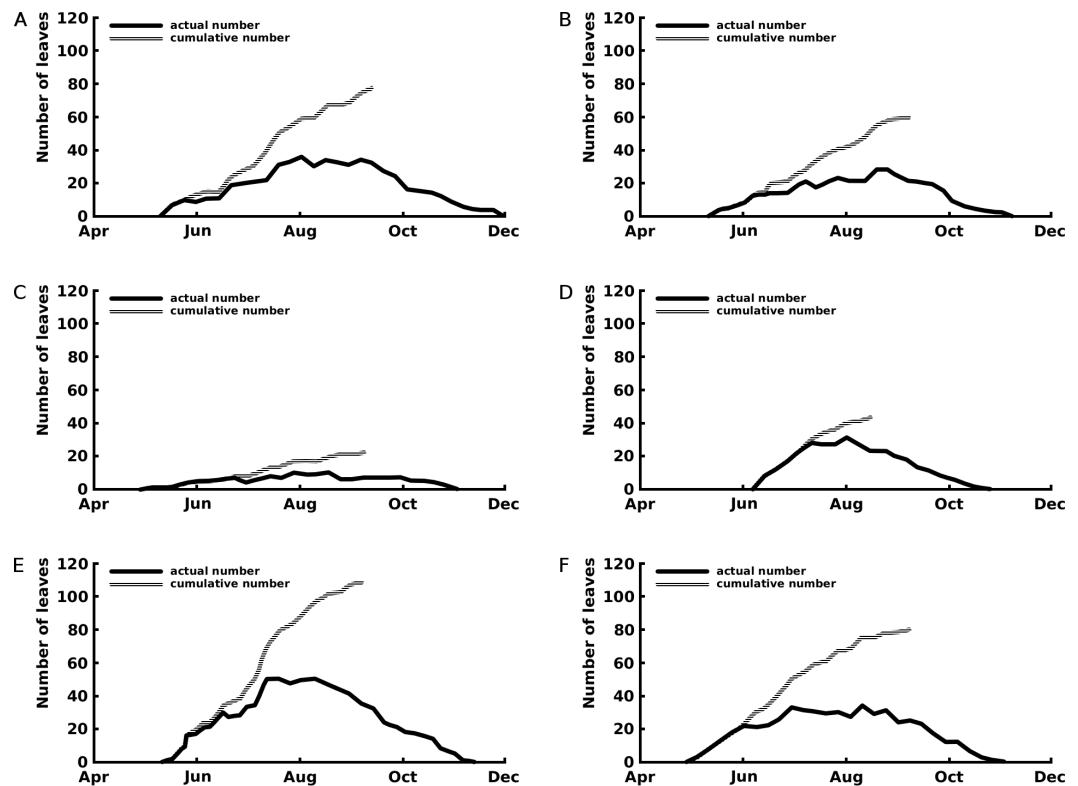 A
Number of leaves
120
100
80
60
40
20
0
actual number
cumulative number
Apr Jun Aug Oct Dec
B
Number of leaves
120
100
80
60
40
20
0
actual number
cumulative number
Apr Jun Aug Oct Dec
C
Number of leaves
120
100
80
60
40
20
0
actual number
cumulative number
Apr Jun Aug Oct Dec
D
Number of leaves
120
100
80
60
40
20
0
actual number
cumulative number
Apr Jun Aug Oct Dec
E
Number of leaves
120
100
80
60
40
20
0
actual number
cumulative number
Apr Jun Aug Oct Dec
F
Number of leaves
120
100
80
60
40
20
0
actual number
cumulative number
Apr Jun Aug Oct Dec